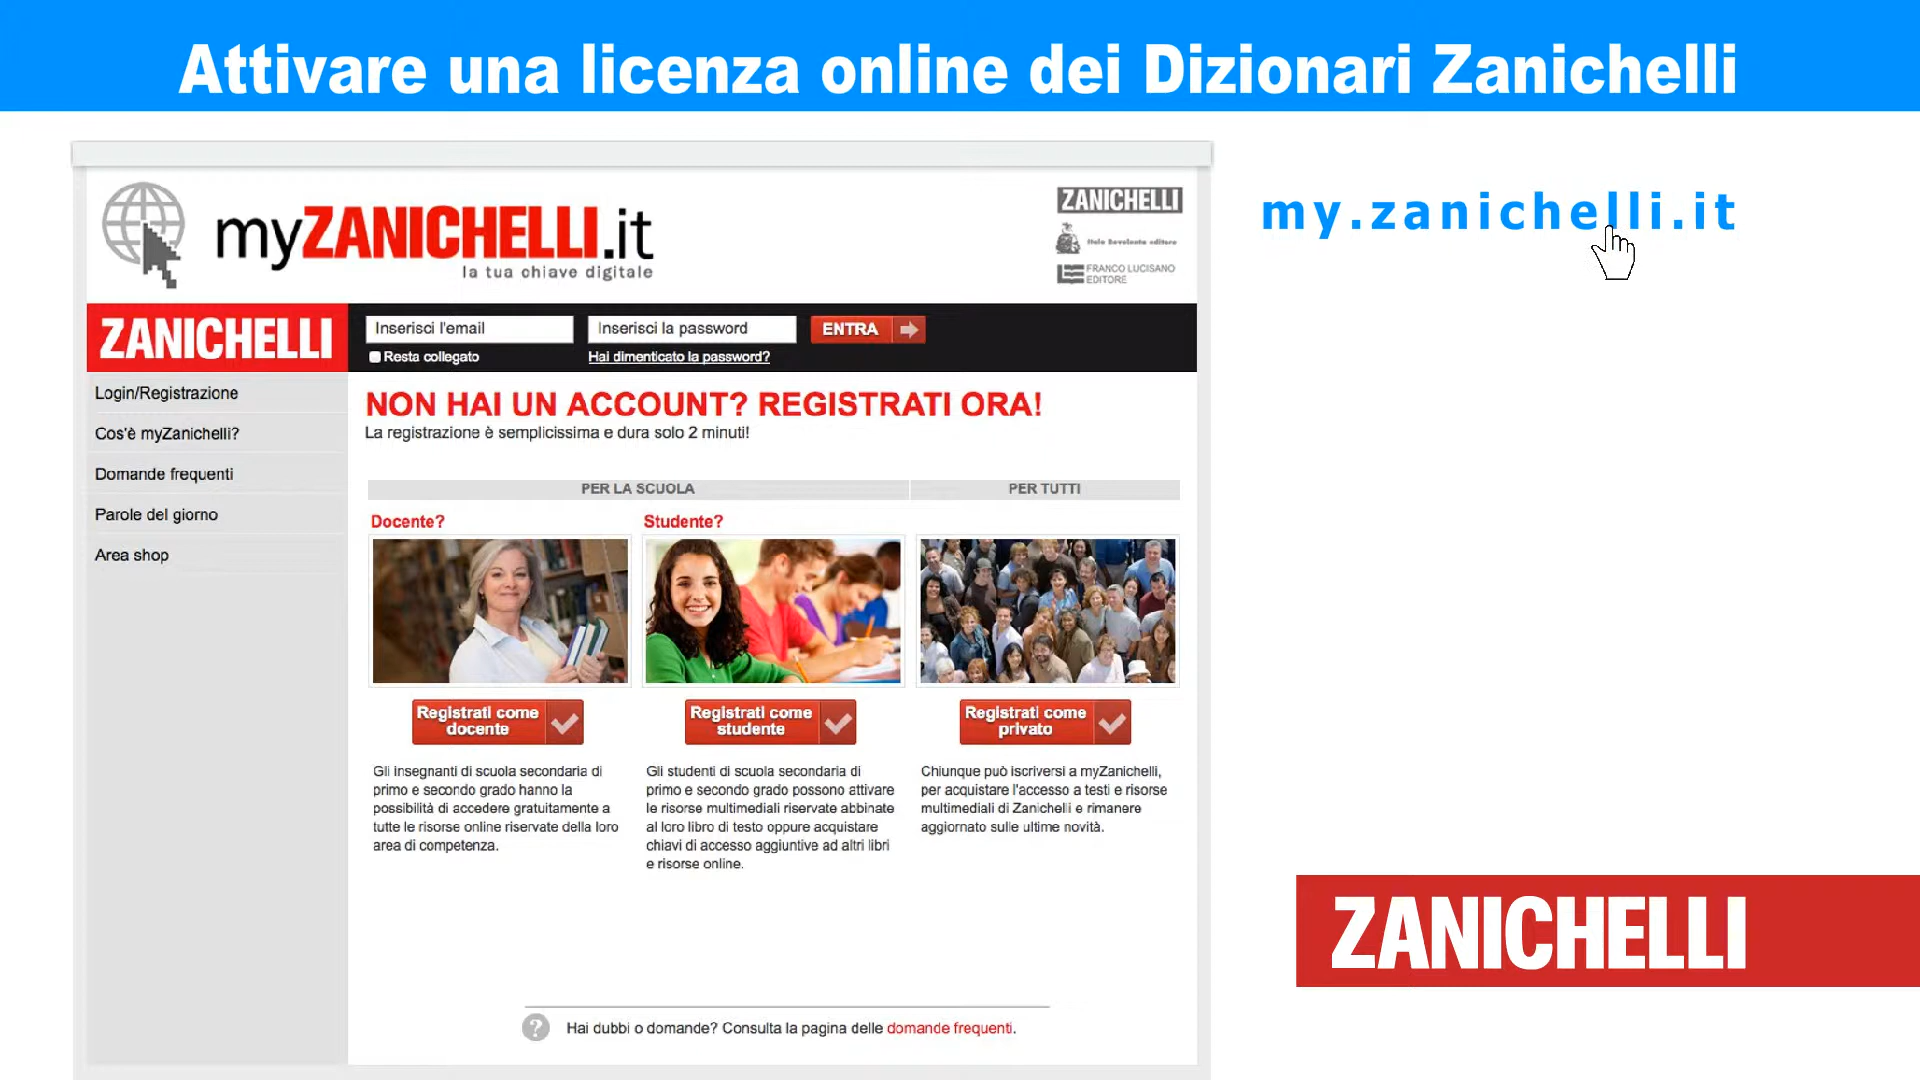 Attivare una licenza online dei Dizionari Zanichelli
myZANICHELLI.it
la tua chiave digitale
ZANICHELLI
Italo Bovolenta editore
FRANCO LUCISANO
EDITORE
my.zanichelli.it
ZANICHELLI
Inserisci l'email
Inserisci la password
ENTRA
Resta collegato
Hai dimenticato la password?
Login/Registrazione
Cos'è myZanichelli?
Domande frequenti
Parole del giorno
Area shop
NON HAI UN ACCOUNT? REGISTRATI ORA!
La registrazione è semplicissima e dura solo 2 minuti!
PER LA SCUOLA
PER TUTTI
Docente?
Studente?
Registrati come
docente
Registrati come
studente
Registrati come
privato
Gli insegnanti di scuola secondaria di
primo e secondo grado hanno la
possibilità di accedere gratuitamente a
tutte le risorse online riservate della loro
area di competenza.
Gli studenti di scuola secondaria di
primo e secondo grado possono attivare
le risorse multimediali riservate abbinate
al loro libro di testo oppure acquistare
chiavi di accesso aggiuntive ad altri libri
e risorse online.
Chiunque può iscriversi a myZanichelli,
per acquistare l'accesso a testi e risorse
multimediali di Zanichelli e rimanere
aggiornato sulle ultime novità.
Hai dubbi o domande? Consulta la pagina delle domande frequenti.
ZANICHELLI